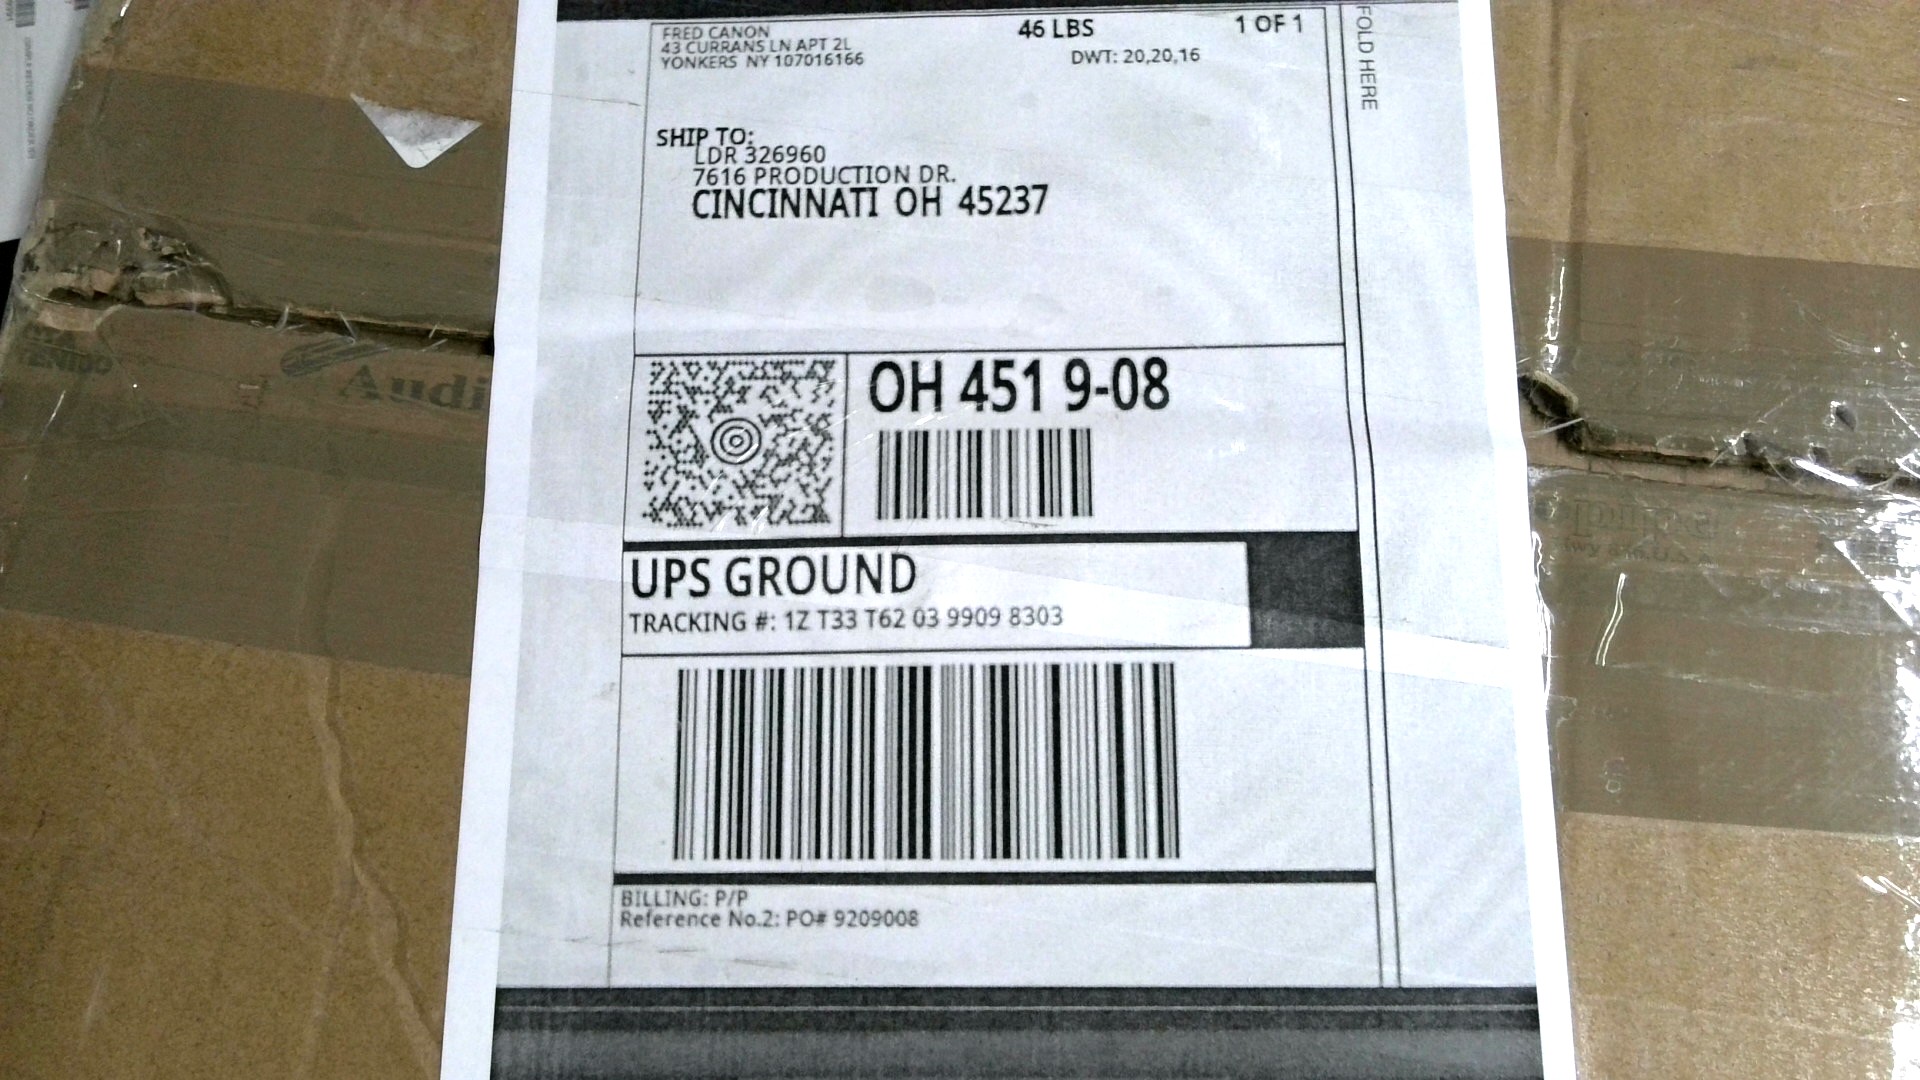 FRED CANON
43 CURRANS LN APT 2L
YONKERS NY 107016166
46 LBS
1 OF 1
DWT: 20,20,16
FOLD HERE
SHIP TO:
LDR 326960
7616 PRODUCTION DR.
CINCINNATI OH 45237
OH 451 9-08
UPS GROUND
TRACKING #: 1Z T33 T62 03 9909 8303
BILLING: P/P
Reference No.2: PO# 9209008